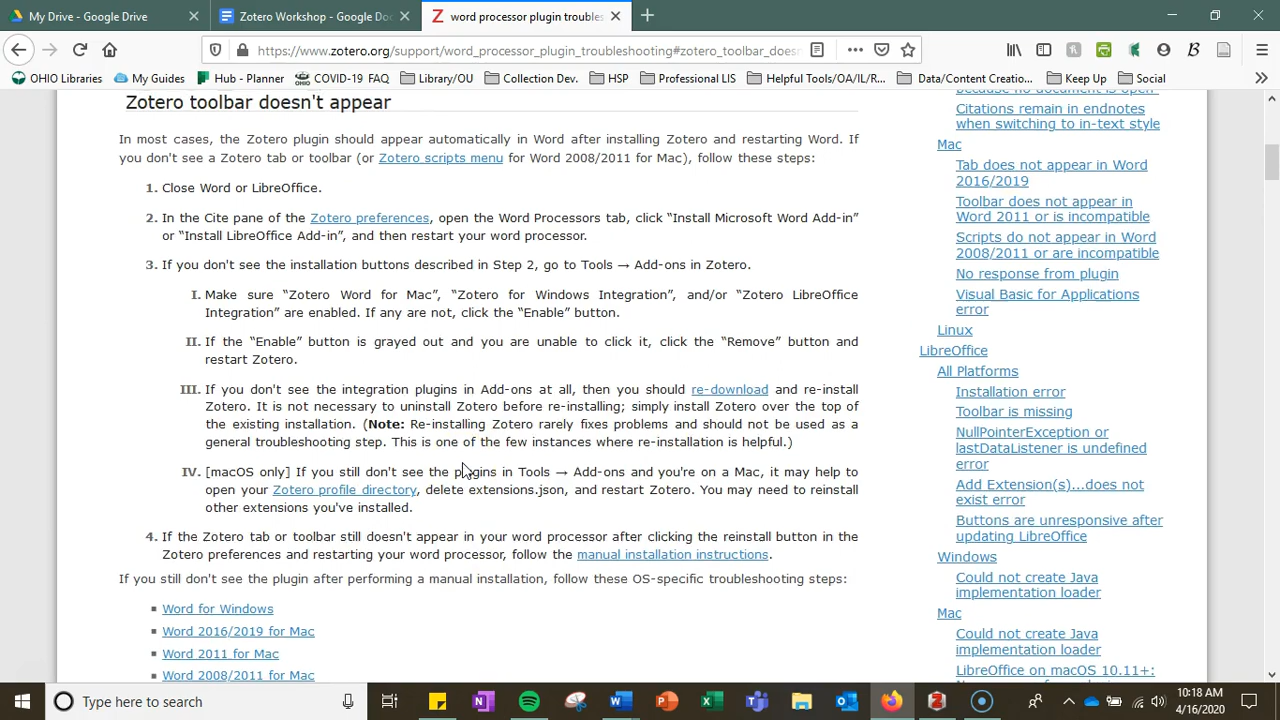 My Drive - Google Drive
Zotero Workshop - Google Do
word processor plugin troubles
https://www.zotero.org/support/word_processor_plugin_troubleshooting#zotero_toolbar_does
OHIO Libraries
My Guides
Hub - Planner
COVID-19 FAQ
Library/OU
Collection Dev.
HSP
Professional LIS
Helpful Tools/OA/IL/R...
Data/Content Creatio...
Keep Up
Social
Zotero toolbar doesn't appear
In most cases, the Zotero plugin should appear automatically in Word after installing Zotero and restarting Word. If
you don't see a Zotero tab or toolbar (or Zotero scripts menu for Word 2008/2011 for Mac), follow these steps:
1. Close Word or LibreOffice.
2. In the Cite pane of the Zotero preferences, open the Word Processors tab, click “Install Microsoft Word Add-in”
or “Install LibreOffice Add-in”, and then restart your word processor.
3. If you don't see the installation buttons described in Step 2, go to Tools → Add-ons in Zotero.
I. Make sure “Zotero Word for Mac”, “Zotero for Windows Integration”, and/or “Zotero LibreOffice
Integration” are enabled. If any are not, click the “Enable” button.
II. If the “Enable” button is grayed out and you are unable to click it, click the “Remove” button and
restart Zotero.
III. If you don't see the integration plugins in Add-ons at all, then you should re-download and re-install
Zotero. It is not necessary to uninstall Zotero before re-installing; simply install Zotero over the top of
the existing installation. (Note: Re-installing Zotero rarely fixes problems and should not be used as a
general troubleshooting step. This is one of the few instances where re-installation is helpful.)
IV. [macOS only] If you still don't see the plugins in Tools → Add-ons and you're on a Mac, it may help to
open your Zotero profile directory, delete extensions.json, and restart Zotero. You may need to reinstall
other extensions you've installed.
4. If the Zotero tab or toolbar still doesn't appear in your word processor after clicking the reinstall button in the
Zotero preferences and restarting your word processor, follow the manual installation instructions.
If you still don't see the plugin after performing a manual installation, follow these OS-specific troubleshooting steps:
Word for Windows
Word 2016/2019 for Mac
Word 2011 for Mac
Word 2008/2011 for Mac
because no document is open
Citations remain in endnotes
when switching to in-text style
Mac
Tab does not appear in Word
2016/2019
Toolbar does not appear in
Word 2011 or is incompatible
Scripts do not appear in Word
2008/2011 or are incompatible
No response from plugin
Visual Basic for Applications
error
Linux
LibreOffice
All Platforms
Installation error
Toolbar is missing
NullPointerException or
lastDataListener is undefined
error
Add Extension(s)...does not
exist error
Buttons are unresponsive after
updating LibreOffice
Windows
Could not create Java
implementation loader
Mac
Could not create Java
implementation loader
LibreOffice on macOS 10.11+:
Type here to search
10:18 AM
4/16/2020